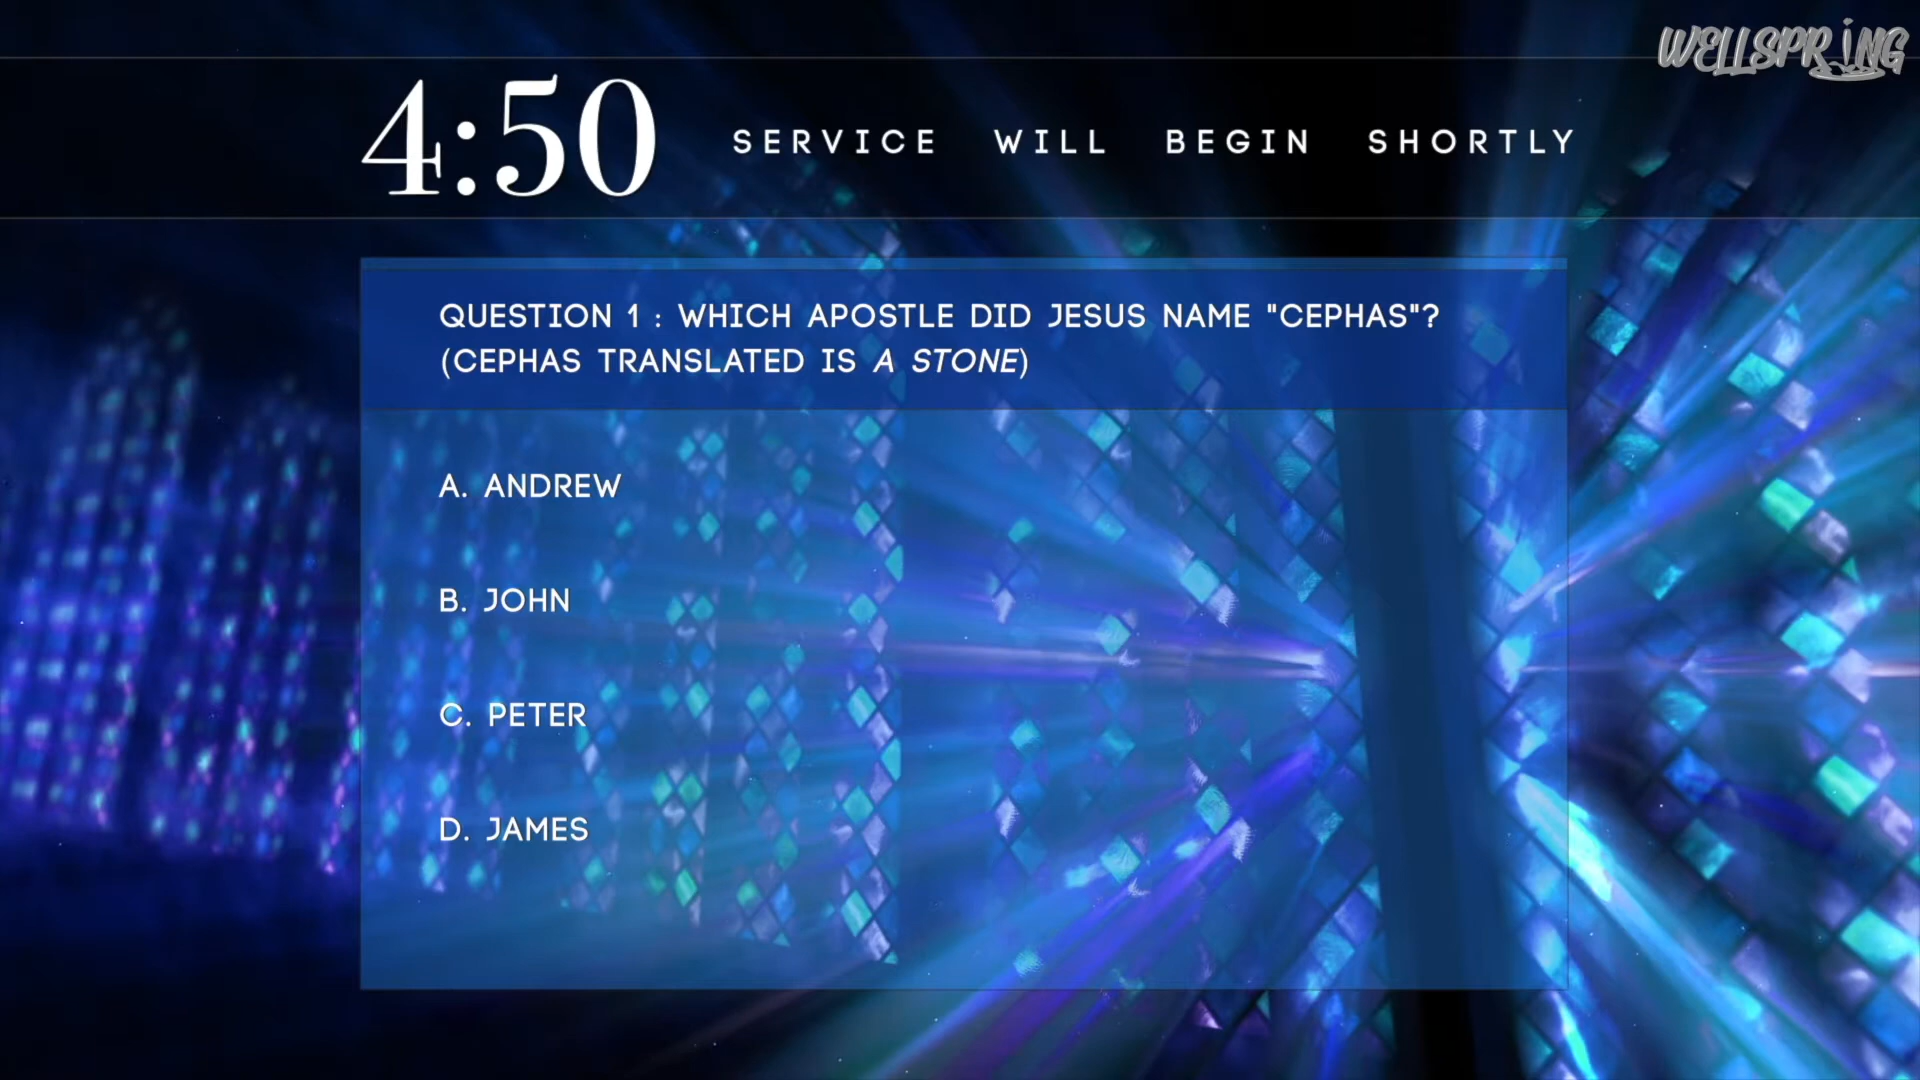 WELLSPRING
4:50 SERVICE WILL BEGIN SHORTLY
QUESTION 1 : WHICH APOSTLE DID JESUS NAME "CEPHAS"?
(CEPHAS TRANSLATED IS A STONE)
A. ANDREW
B. JOHN
C. PETER
D. JAMES